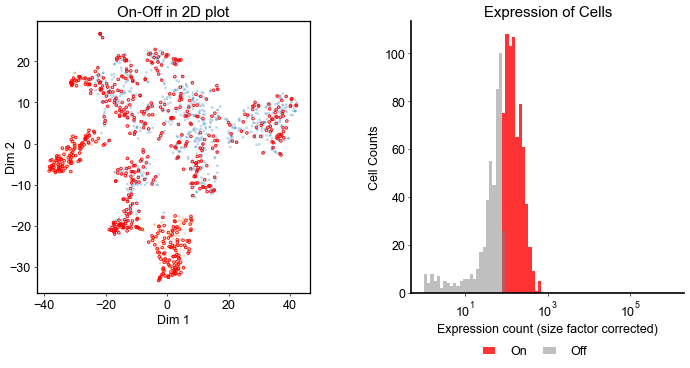 On-Off in 2D plot
20
10
0
−10
−20
−30
Dim 2
−40
−20
0
20
40
Dim 1
Expression of Cells
100
80
60
40
20
0
Cell Counts
10^1
10^3
10^5
Expression count (size factor corrected)
On
Off